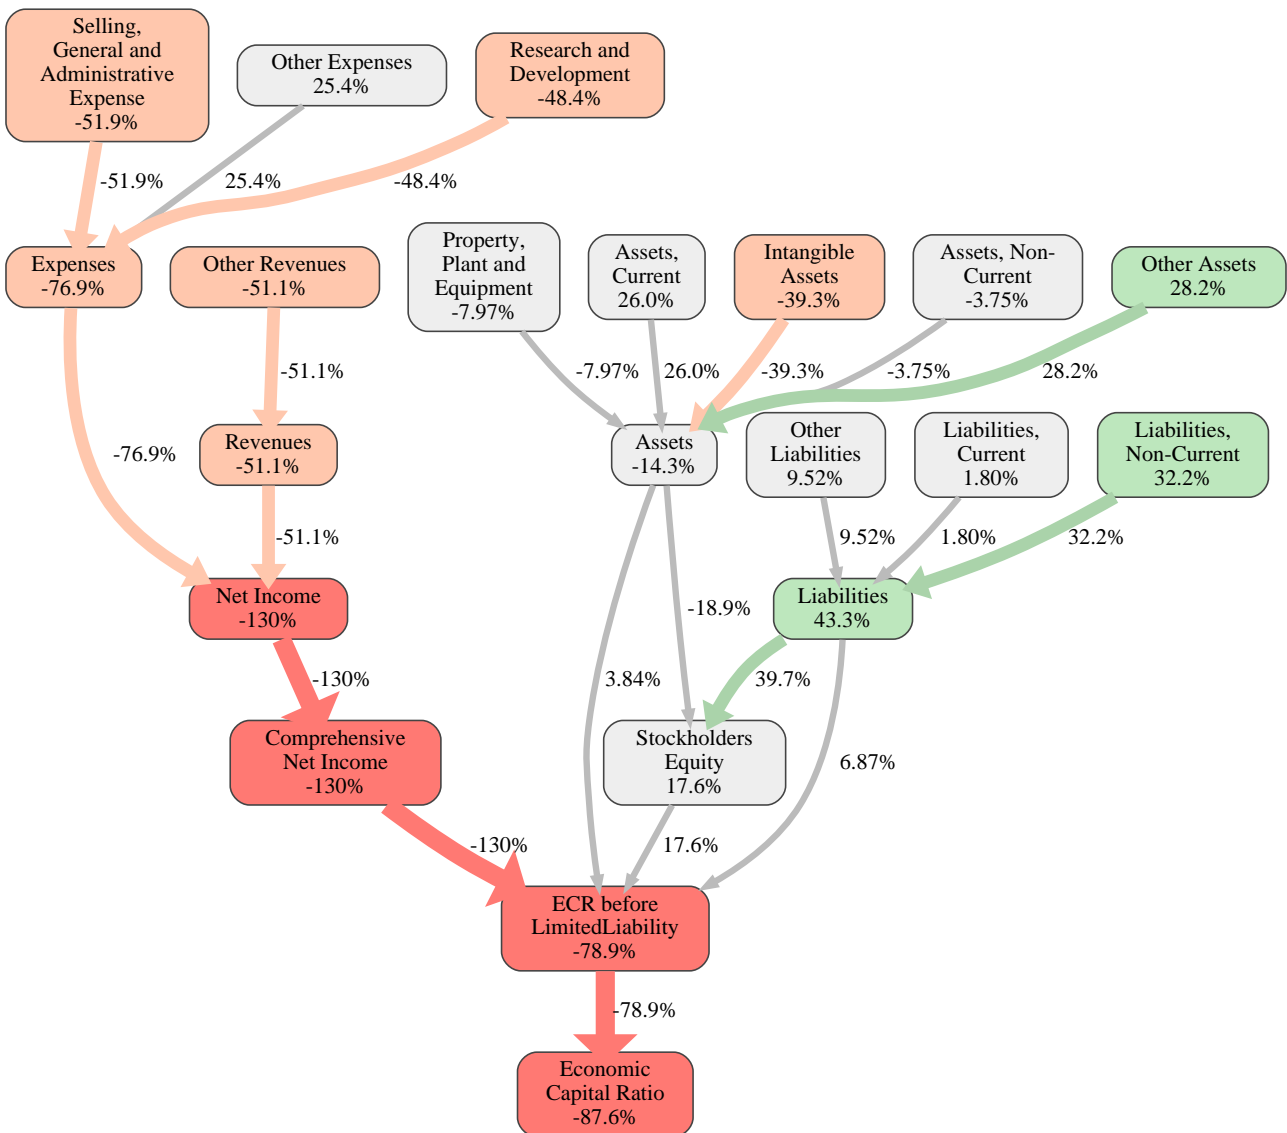 Selling,
General and
Administrative
Expense
-51.9%
Other Expenses
25.4%
Research and
Development
-48.4%
-51.9%
25.4%
-48.4%
Expenses
-76.9%
Other Revenues
-51.1%
Property,
Plant and
Equipment
-7.97%
Assets,
Current
26.0%
Intangible
Assets
-39.3%
Assets, Non-
Current
-3.75%
Other Assets
28.2%
-51.1%
-7.97%
26.0%
-39.3%
-3.75%
28.2%
-76.9%
Revenues
-51.1%
Assets
-14.3%
Other
Liabilities
9.52%
Liabilities,
Current
1.80%
Liabilities,
Non-Current
32.2%
-51.1%
9.52%
1.80%
32.2%
Net Income
-130%
-18.9%
Liabilities
43.3%
-130%
3.84%
39.7%
Comprehensive
Net Income
-130%
Stockholders
Equity
17.6%
6.87%
-130%
17.6%
ECR before
LimitedLiability
-78.9%
-78.9%
Economic
Capital Ratio
-87.6%